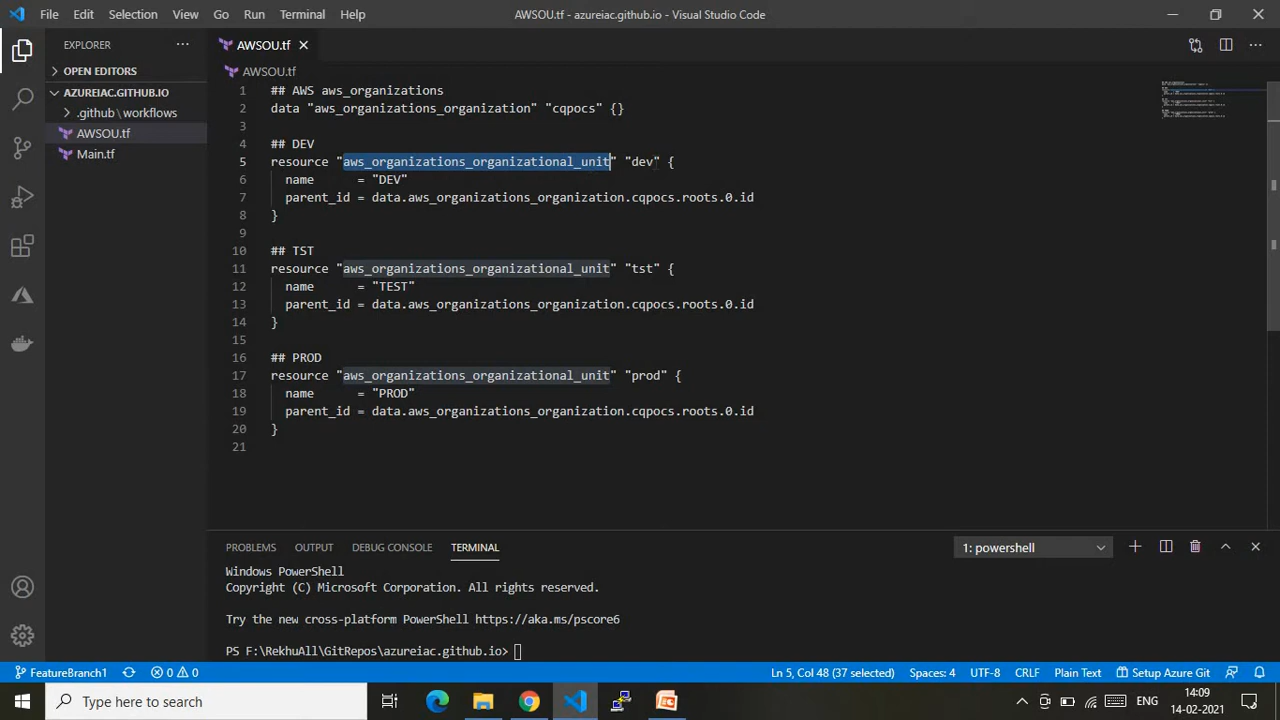 File Edit Selection View Go Run Terminal Help
AWSOU.tf - azureiac.github.io - Visual Studio Code
EXPLORER
OPEN EDITORS
AZUREIAC.GITHUB.IO
.github\workflows
AWSOU.tf
Main.tf
AWSOU.tf
AWSOU.tf
1 ## AWS aws_organizations
2 data "aws_organizations_organization" "cqpocs" {}
3
4 ## DEV
5 resource "aws_organizations_organizational_unit" "dev" {
6 name = "DEV"
7 parent_id = data.aws_organizations_organization.cqpocs.roots.0.id
8 }
9
10 ## TST
11 resource "aws_organizations_organizational_unit" "tst" {
12 name = "TEST"
13 parent_id = data.aws_organizations_organization.cqpocs.roots.0.id
14 }
15
16 ## PROD
17 resource "aws_organizations_organizational_unit" "prod" {
18 name = "PROD"
19 parent_id = data.aws_organizations_organization.cqpocs.roots.0.id
20 }
21
PROBLEMS OUTPUT DEBUG CONSOLE TERMINAL
1: powershell
Windows PowerShell
Copyright (C) Microsoft Corporation. All rights reserved.
Try the new cross-platform PowerShell https://aka.ms/pscore6
PS F:\RekhuAll\GitRepos\azureiac.github.io>
FeatureBranch1 0 0 Ln 5, Col 48 (37 selected) Spaces: 4 UTF-8 CRLF Plain Text Setup Azure Git
Type here to search
ENG
14:09
14-02-2021